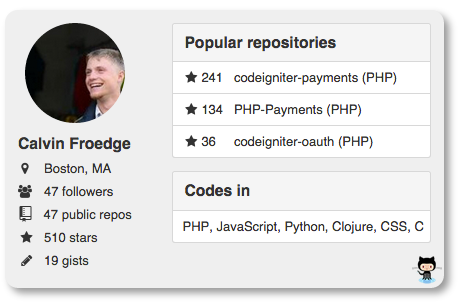 Calvin Froedge
Boston, MA
47 followers
47 public repos
510 stars
19 gists
Popular repositories
241 codeigniter-payments (PHP)
134 PHP-Payments (PHP)
36 codeigniter-oauth (PHP)
Codes in
PHP, JavaScript, Python, Clojure, CSS, C